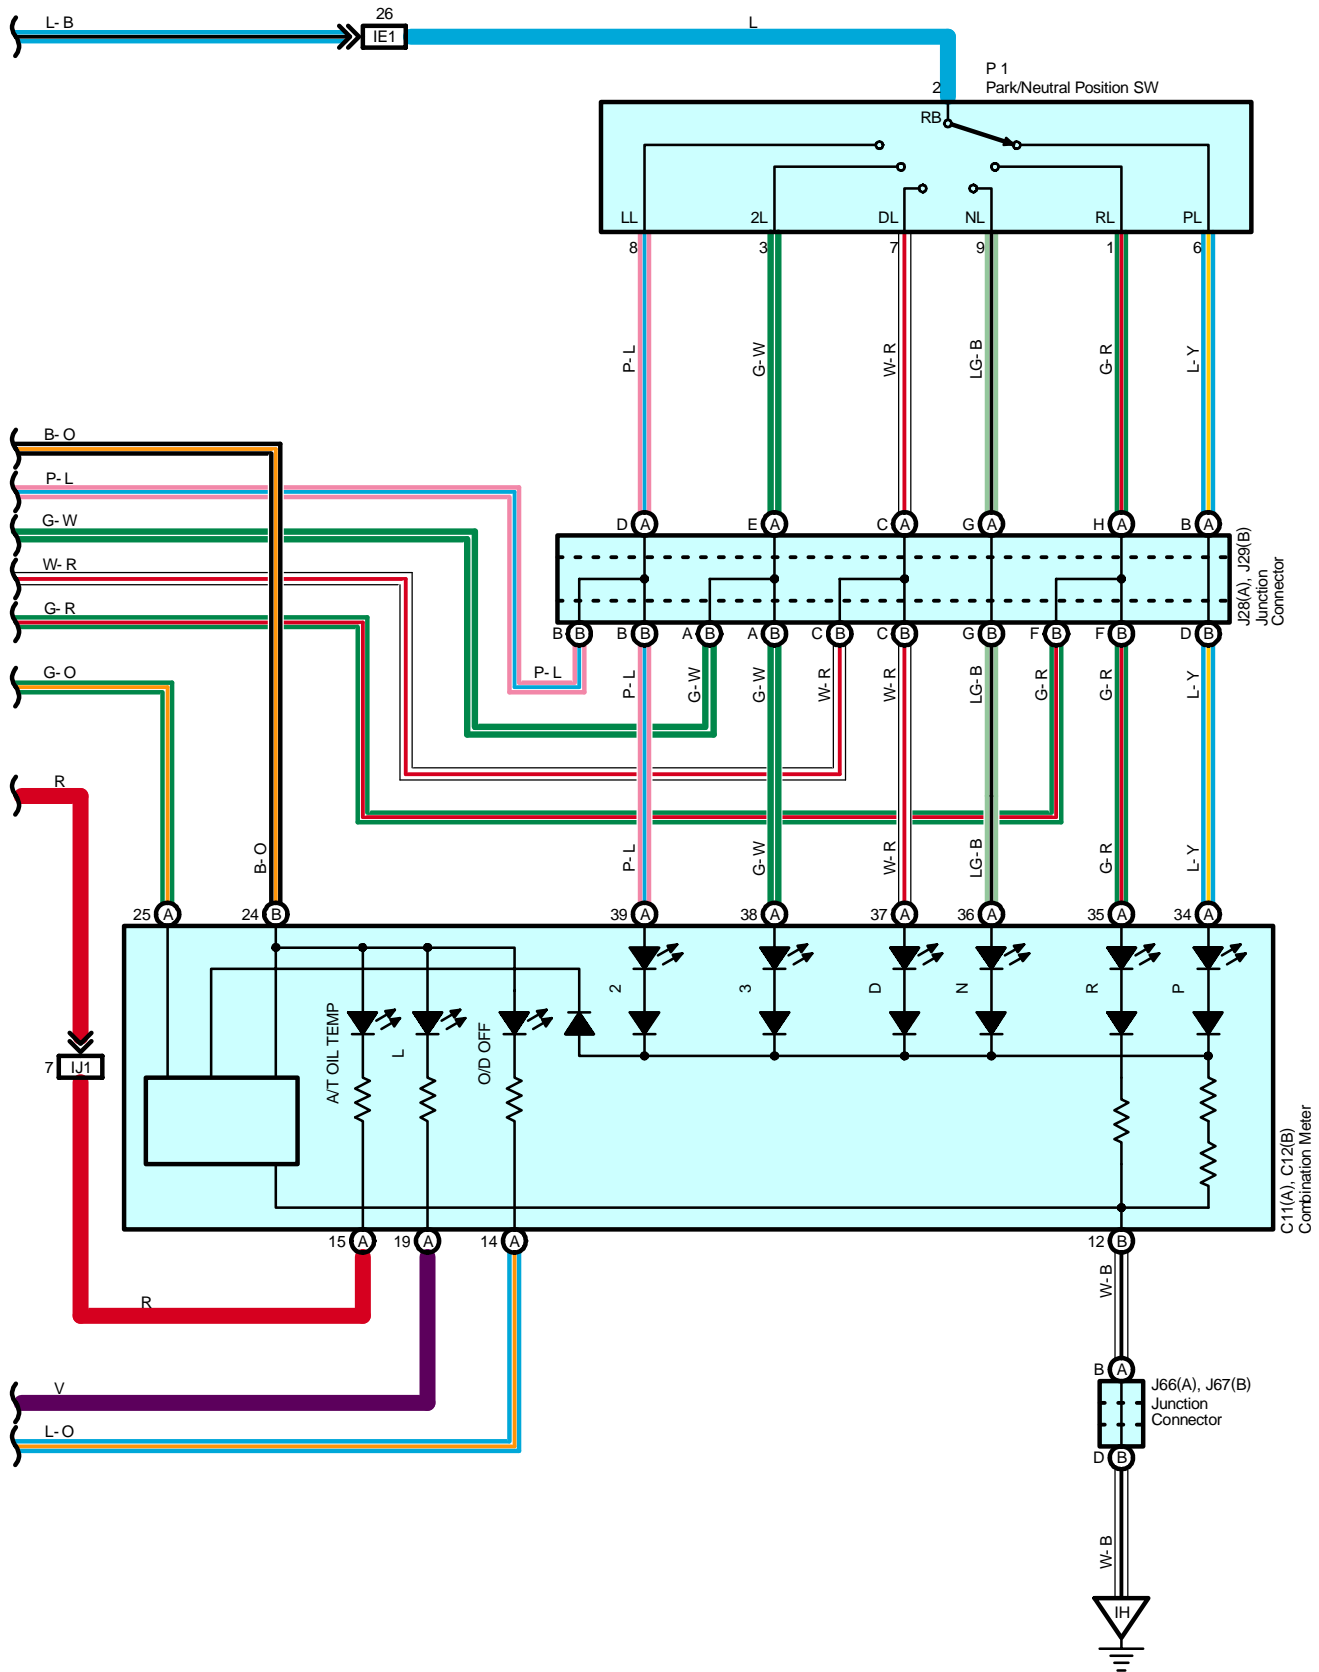 L- B
26
IE1
L
P 1
Park/Neutral Position SW
2
RB
LL
2L
DL
NL
RL
PL
8
3
7
9
1
6
P- L
G- W
W- R
LG- B
G- R
L- Y
B- O
P- L
G- W
W- R
G- R
G- O
R
D A
E A
C A
G A
H A
B A
J28(A), J29(B)
Junction
Connector
B B
B B
A B
A B
C B
C B
G B
F B
F B
D B
P- L
P- L
G- W
G- W
W- R
W- R
LG- B
G- R
G- R
L- Y
B- O
P- L
G- W
W- R
LG- B
G- R
L- Y
25 A
24 B
39 A
38 A
37 A
36 A
35 A
34 A
2
3
D
N
R
P
A/T OIL TEMP
L
O/D OFF
7
IJ1
C11(A), C12(B)
Combination Meter
15 A
19 A
14 A
12 B
R
W- B
V
L- O
B A
J66(A), J67(B)
Junction
Connector
D B
W- B
IH